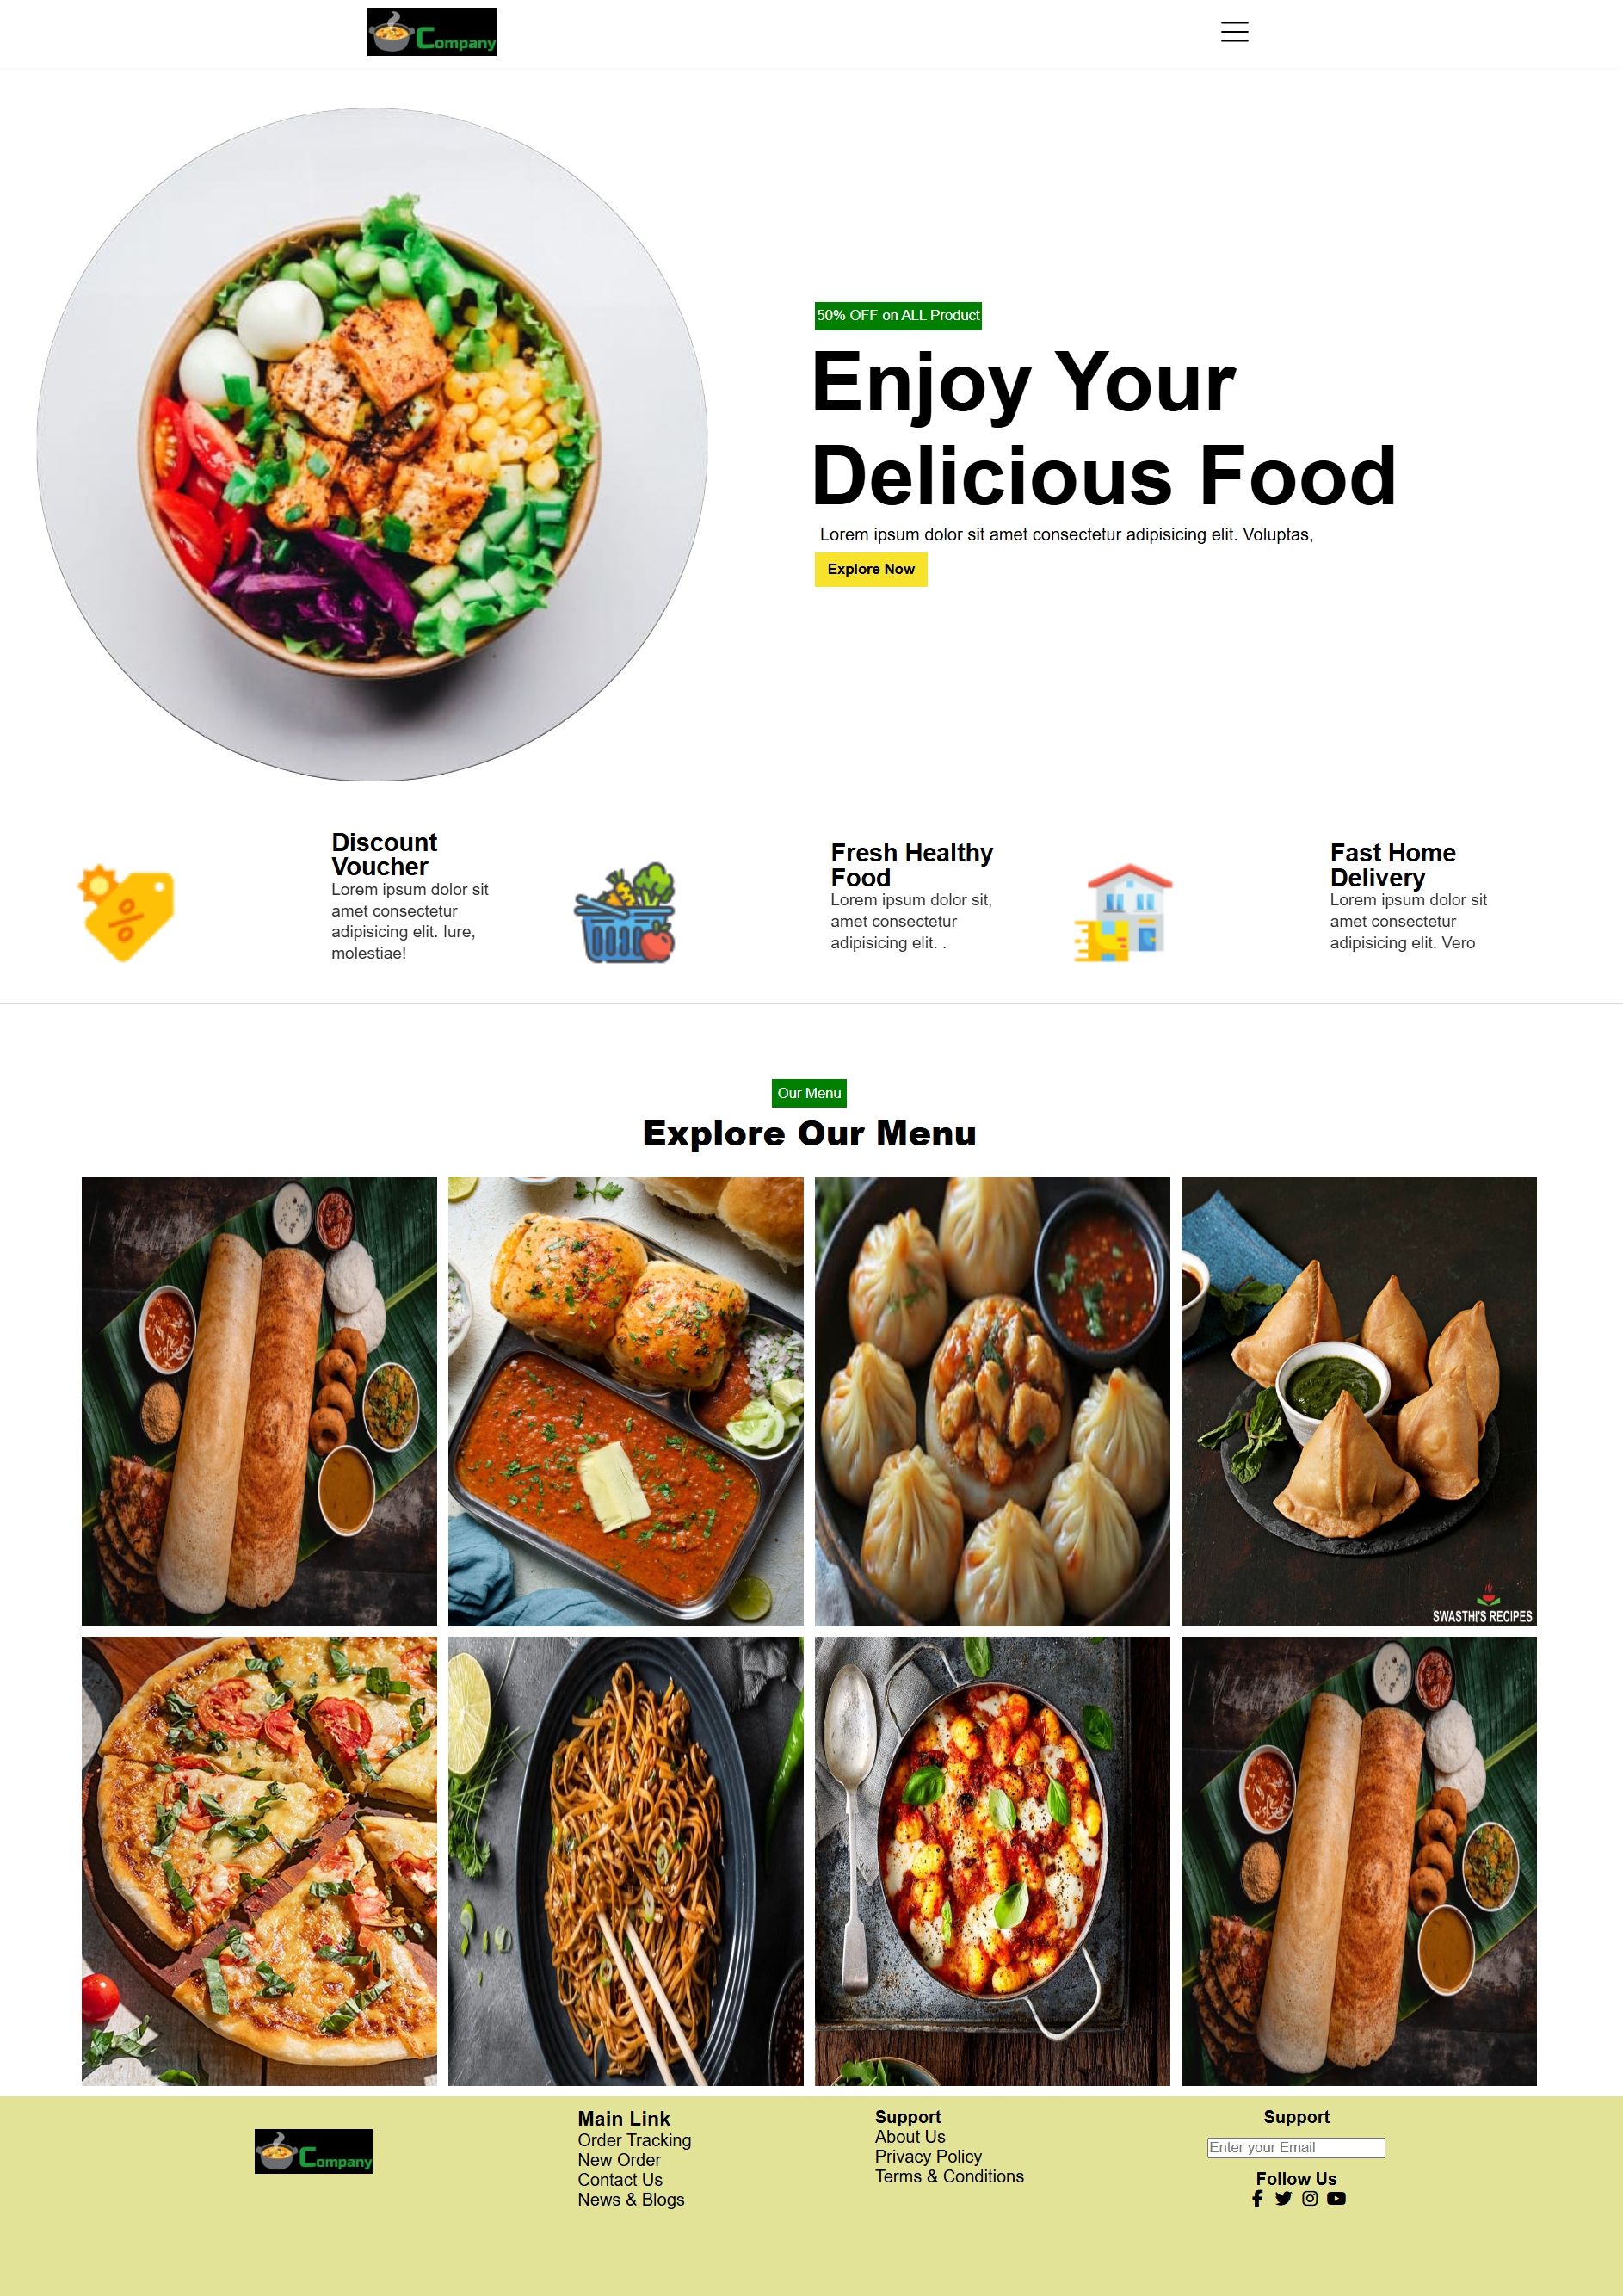 Company
50% OFF on ALL Product
Enjoy Your
Delicious Food
Lorem ipsum dolor sit amet consectetur adipisicing elit. Voluptas,
Explore Now
Discount
Voucher
Lorem ipsum dolor sit
amet consectetur
adipisicing elit. Iure,
molestiae!
Fresh Healthy
Food
Lorem ipsum dolor sit,
amet consectetur
adipisicing elit. .
Fast Home
Delivery
Lorem ipsum dolor sit
amet consectetur
adipisicing elit. Vero
Our Menu
Explore Our Menu
SWASTHI'S RECIPES
Company
Main Link
Order Tracking
New Order
Contact Us
News & Blogs
Support
About Us
Privacy Policy
Terms & Conditions
Support
Enter your Email
Follow Us